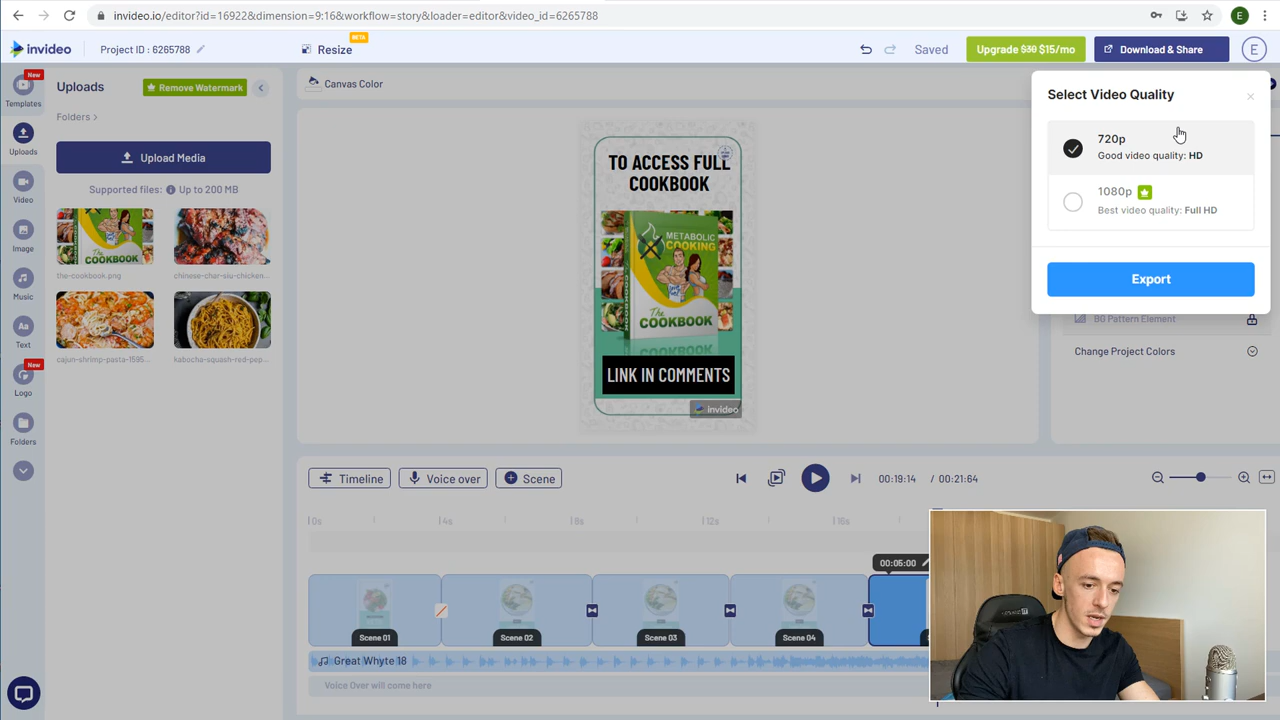 invideo.io/editor?id=16922&dimension=9:16&workflow=story&loader=editor&video_id=6265788
E
invideo
Project ID : 6265788
Resize
BETA
Saved
Upgrade $30 $15/mo
Download & Share
E
New
Templates
Uploads
Video
Image
Music
Aa
Text
New
Logo
Folders
Uploads
Remove Watermark
Folders >
Upload Media
Supported files: Up to 200 MB
the-cookbook.png
chinese-char-siu-chicken...
cajun-shrimp-pasta-1595...
kabocha-squash-red-pep...
Canvas Color
TO ACCESS FULL
COOKBOOK
METABOLIC
COOKING
The
COOKBOOK
LINK IN COMMENTS
invideo
Select Video Quality
720p
Good video quality: HD
1080p
Best video quality: Full HD
Export
BG Pattern Element
Change Project Colors
Timeline
Voice over
Scene
00:19:14 / 00:21:64
0s
4s
8s
12s
16s
00:05:00
Scene 01
Scene 02
Scene 03
Scene 04
Great Whyte 18
Voice Over will come here